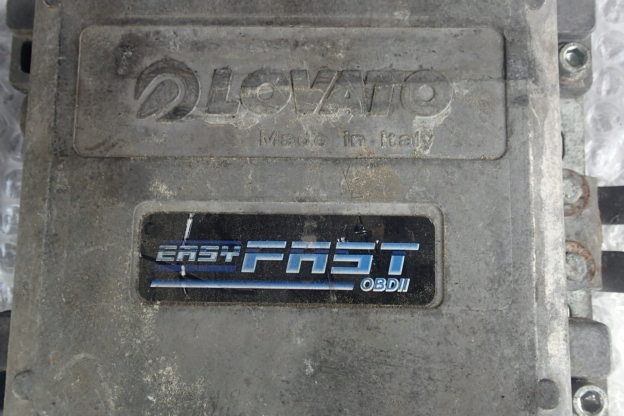 LOVATO
Made in Italy
EASY FAST
OBDII